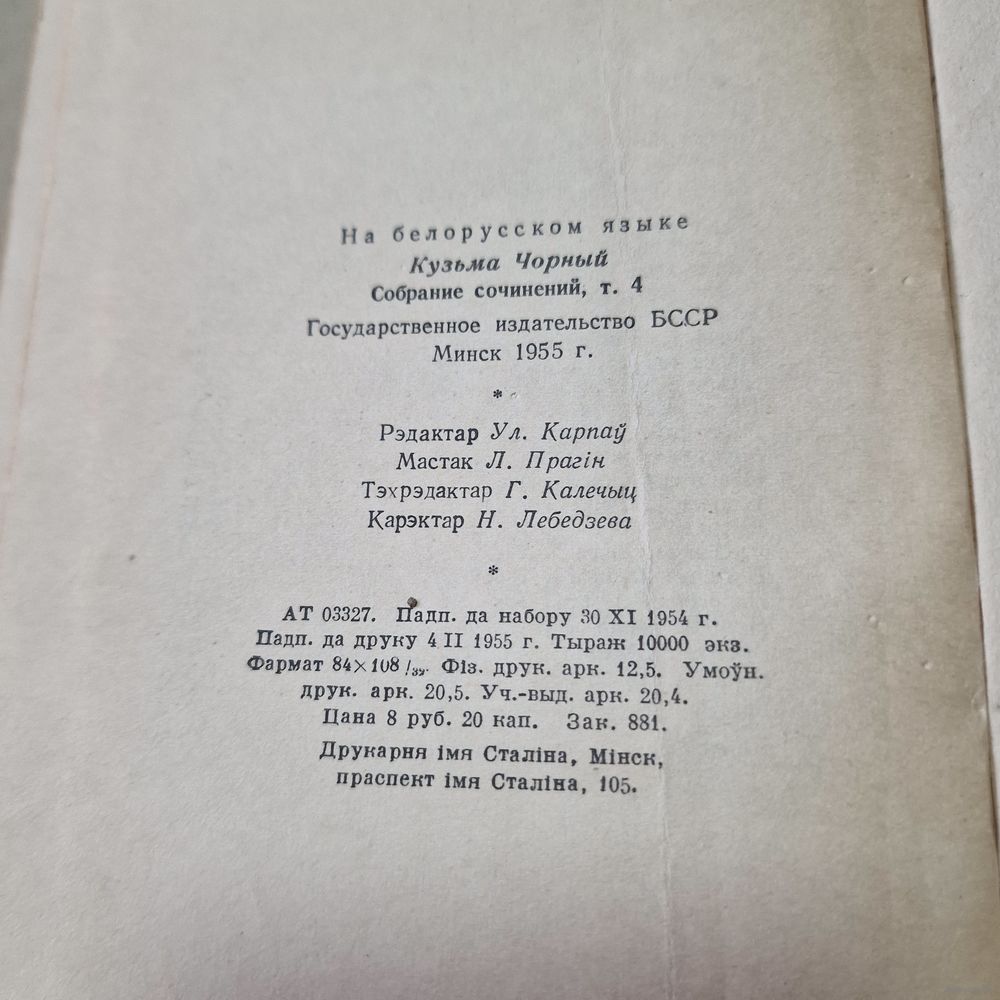 На белорусском языке
Кузьма Чорный
Собрание сочинений, т. 4
Государственное издательство БССР
Минск 1955 г.
*
Рэдактар Ул. Карпаў
Мастак Л. Прагін
Тэхрэдактар Г. Калечыц
Карэктар Н. Лебедзева
*
АТ 03327. Падп. да набору 30 XI 1954 г.
Падп. да друку 4 II 1955 г. Тыраж 10000 экз.
Фармат 84×108/32. Фіз. друк. арк. 12,5. Умоўн.
друк. арк. 20,5. Уч.-выд. арк. 20,4.
Цана 8 руб. 20 кап. Зак. 881.
Друкарня імя Сталіна, Мінск,
праспект імя Сталіна, 105.